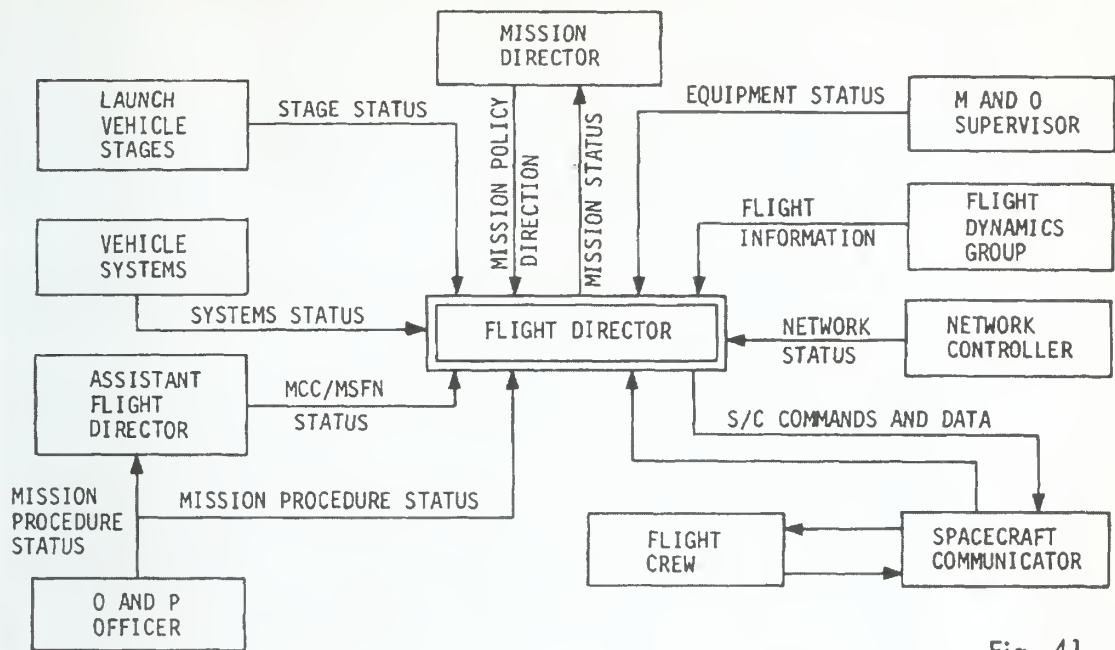 MISSION
DIRECTOR
LAUNCH
VEHICLE
STAGES
STAGE STATUS
MISSION POLICY
DIRECTION
MISSION STATUS
EQUIPMENT STATUS
M AND O
SUPERVISOR
VEHICLE
SYSTEMS
SYSTEMS STATUS
FLIGHT
INFORMATION
FLIGHT
DYNAMICS
GROUP
FLIGHT DIRECTOR
NETWORK
STATUS
NETWORK
CONTROLLER
ASSISTANT
FLIGHT
DIRECTOR
MCC/MSFN
STATUS
S/C COMMANDS AND DATA
MISSION
PROCEDURE
STATUS
MISSION PROCEDURE STATUS
FLIGHT
CREW
SPACECRAFT
COMMUNICATOR
O AND P
OFFICER
Fig. 41